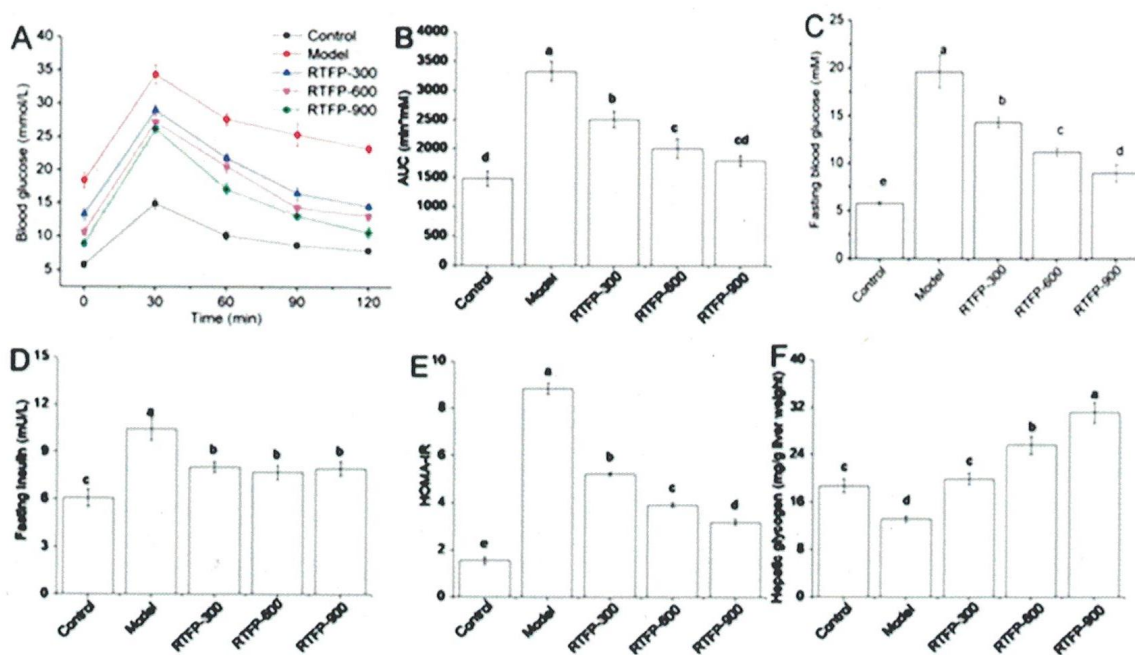 A
Control
Model
RTFP-300
RTFP-600
RTFP-900
Blood glucose (mmol/L)
40
35
30
25
20
15
10
5
0 30 60 90 120
Time (min)
B
AUC (min*mM)
4000
3500
3000
2500
2000
1500
1000
500
0
d a b c cd
Control Model RTFP-300 RTFP-600 RTFP-900
C
Fasting blood glucose (mM)
25
20
15
10
5
0
e a b c d
Control Model RTFP-300 RTFP-600 RTFP-900
D
Fasting insulin (mU/L)
15
12
9
6
3
0
c a b b b
Control Model RTFP-300 RTFP-600 RTFP-900
E
HOMA-IR
10
8
6
4
2
0
e a b c d
Control Model RTFP-300 RTFP-600 RTFP-900
F
Hepatic glycogen (mg/g liver weight)
40
32
24
16
8
0
c d c b a
Control Model RTFP-300 RTFP-600 RTFP-900